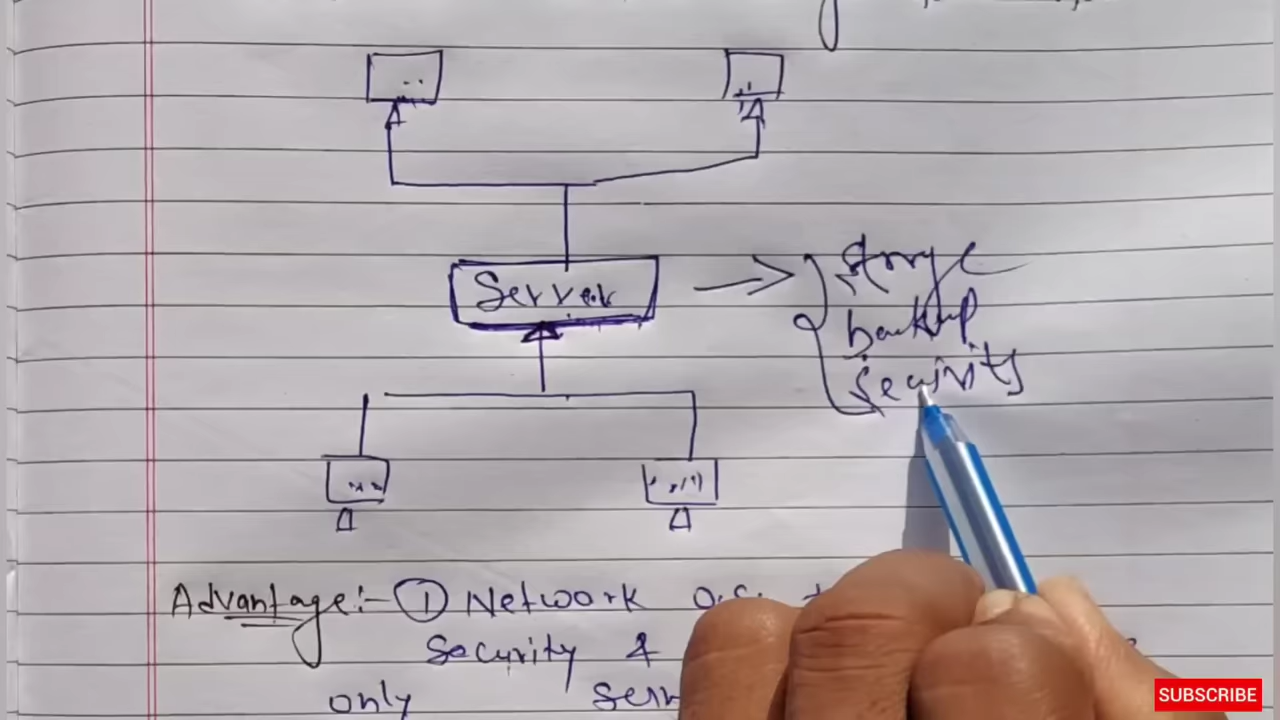 Server
storage
backup
security
Advantage:- ① Network O.S.
Security &
only
SUBSCRIBE